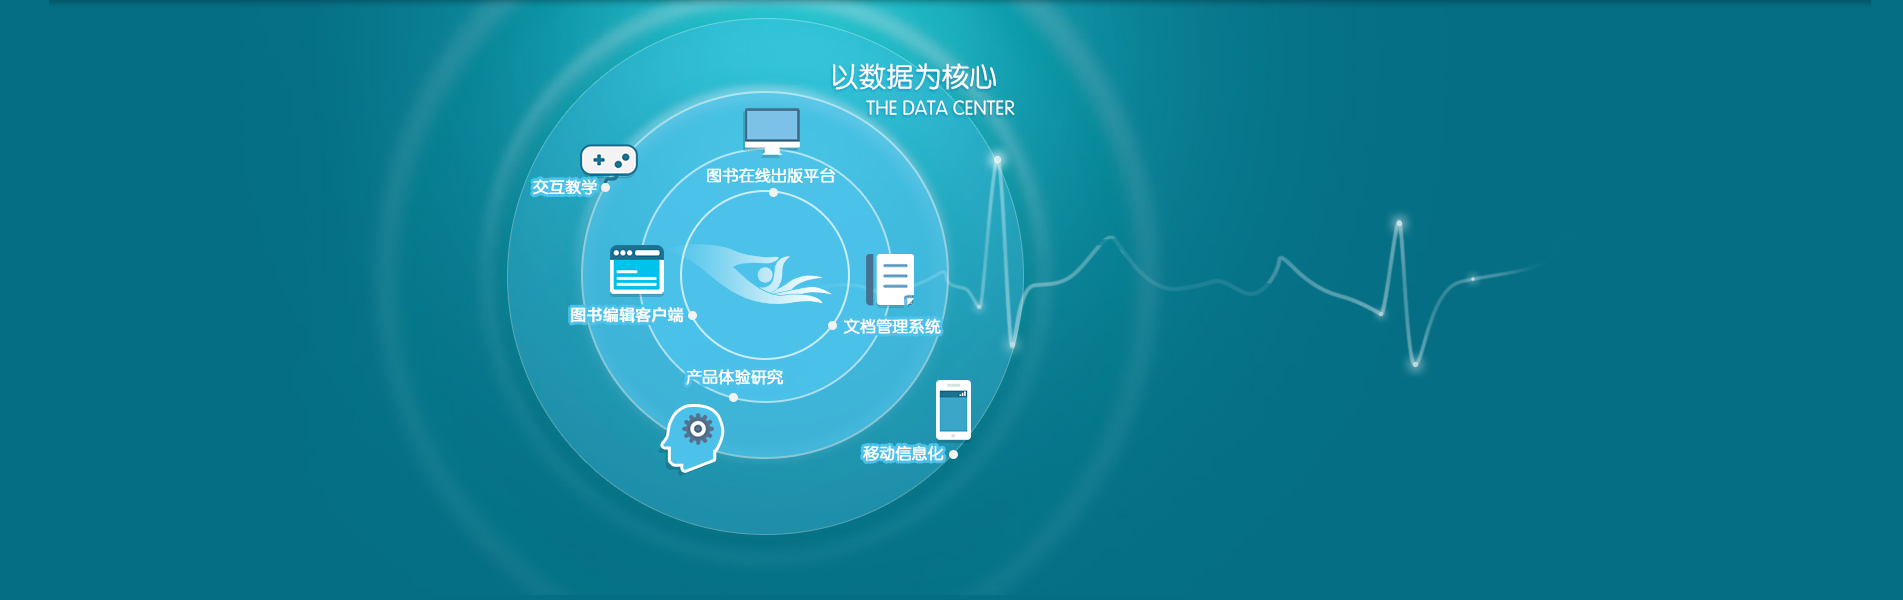 以数据为核心
THE DATA CENTER
图书在线出版平台
交互教学
图书编辑客户端
文档管理系统
产品体验研究
移动信息化